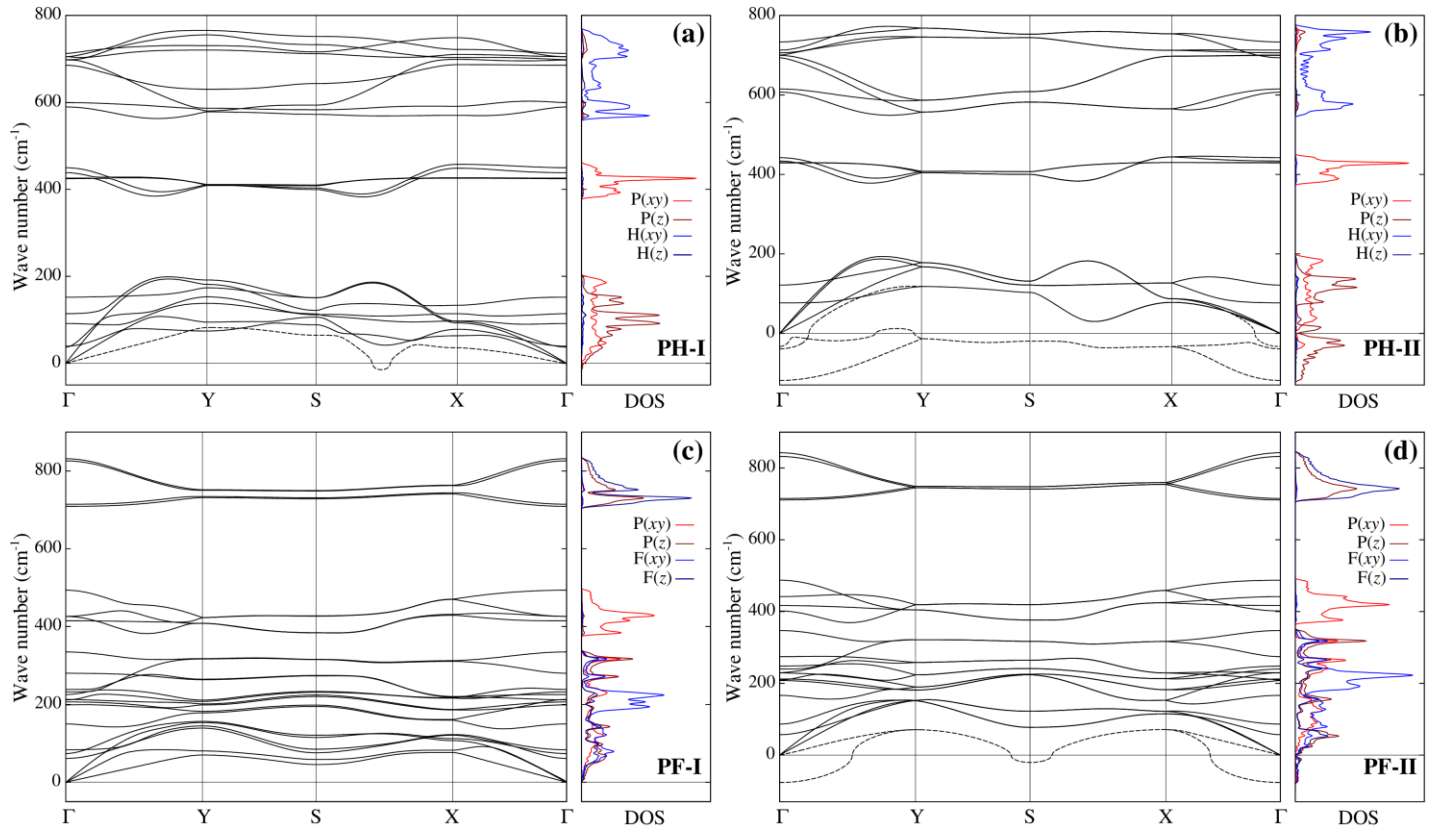 (a)
800
600
400
200
0
Wave number (cm⁻¹)
Γ Y S X Γ
P(xy)
P(z)
H(xy)
H(z)
PH-I
DOS
(b)
800
600
400
200
0
Wave number (cm⁻¹)
Γ Y S X Γ
P(xy)
P(z)
H(xy)
H(z)
PH-II
DOS
(c)
800
600
400
200
0
Wave number (cm⁻¹)
Γ Y S X Γ
P(xy)
P(z)
F(xy)
F(z)
PF-I
DOS
(d)
800
600
400
200
0
Wave number (cm⁻¹)
Γ Y S X Γ
P(xy)
P(z)
F(xy)
F(z)
PF-II
DOS